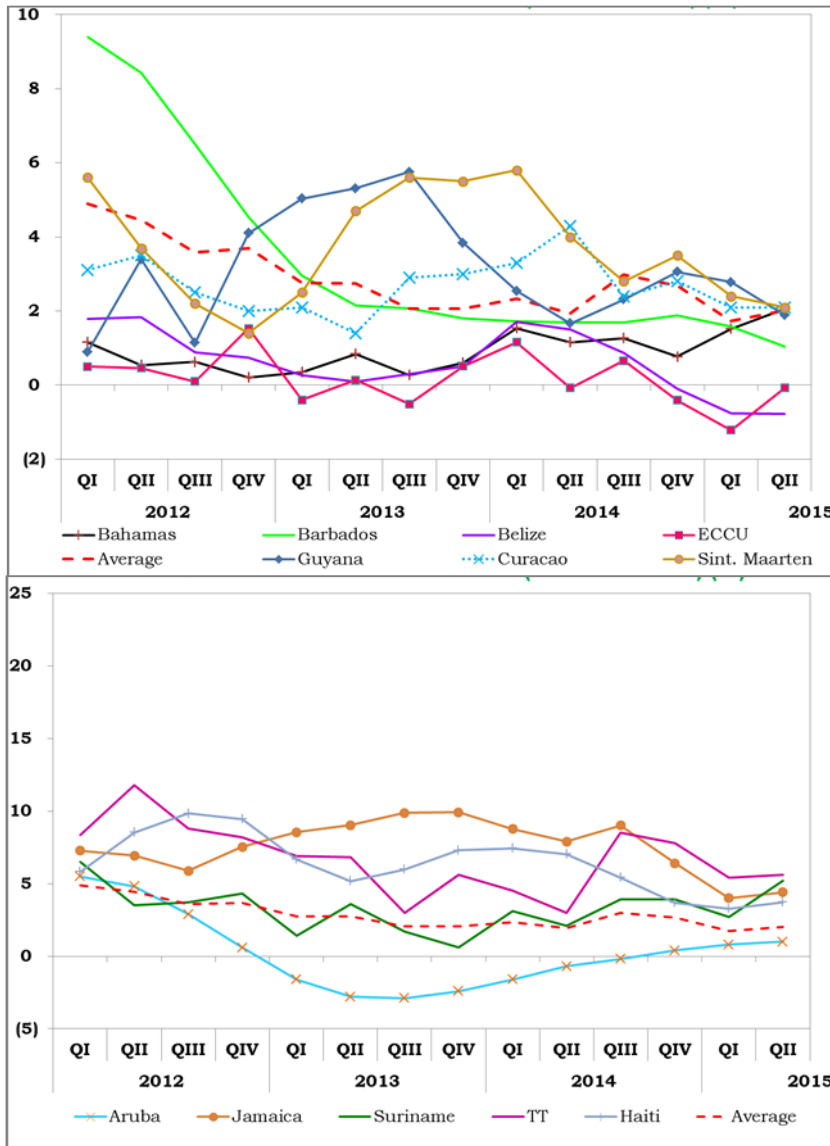 10
8
6
4
2
0
(2)
QI QII QIII QIV QI QII QIII QIV QI QII QIII QIV QI QII
2012 2013 2014 2015
Bahamas Barbados Belize ECCU
Average Guyana Curacao Sint. Maarten
25
20
15
10
5
0
(5)
QI QII QIII QIV QI QII QIII QIV QI QII QIII QIV QI QII
2012 2013 2014 2015
Aruba Jamaica Suriname TT Haiti Average